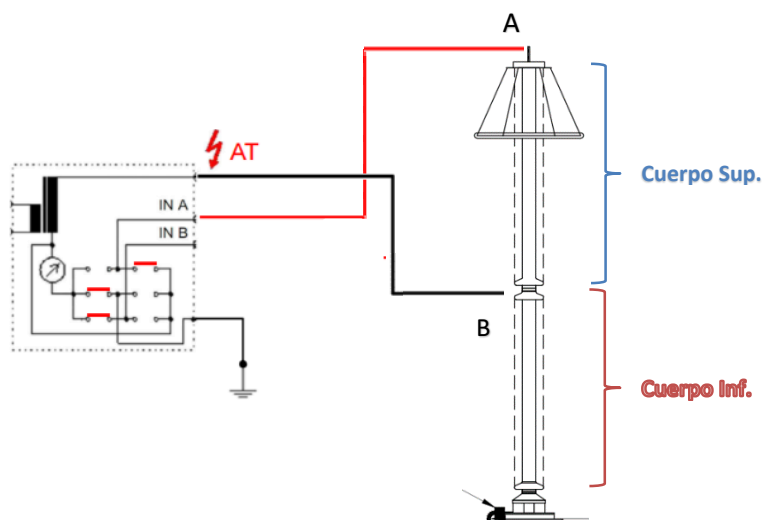 A
AT
Cuerpo Sup.
IN A
IN B
B
Cuerpo Inf.